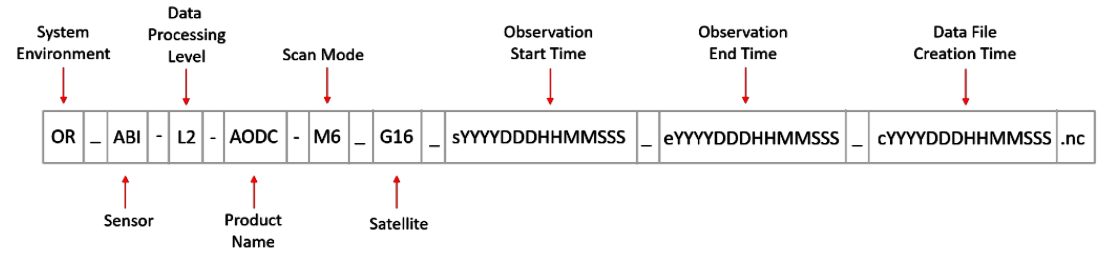 System
Environment
Data
Processing
Level
Scan Mode
Observation
Start Time
Observation
End Time
Data File
Creation Time
OR _ ABI - L2 - AODC - M6 _ G16 _ sYYYYDDDHHMMSSS _ eYYYYDDDHHMMSSS _ cYYYYDDDHHMMSSS .nc
Sensor
Product
Name
Satellite